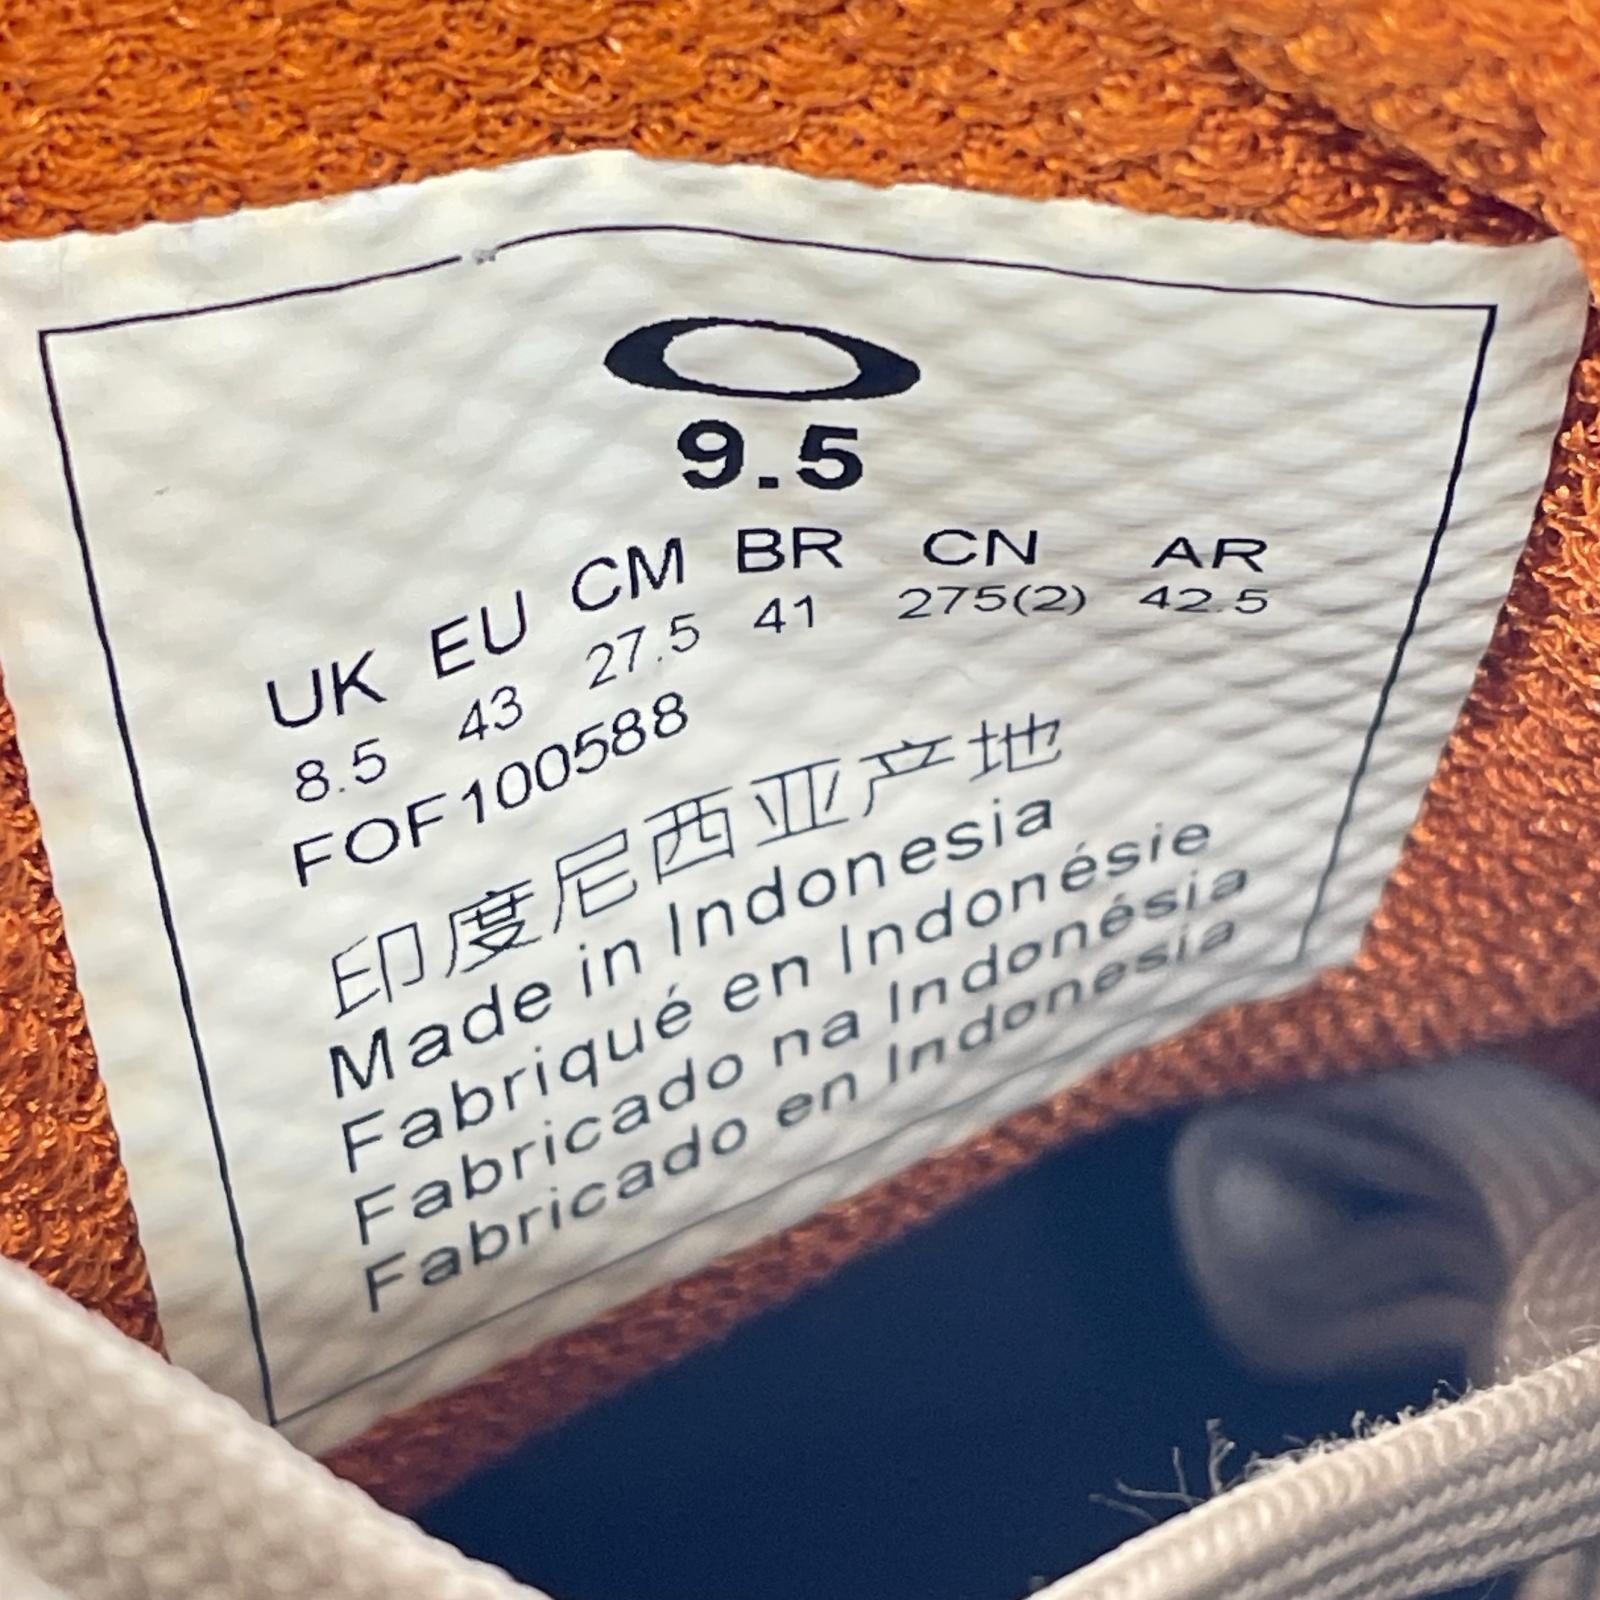 9.5
UK EU CM BR CN AR
8.5 43 27.5 41 275(2) 42.5
FOF100588
印度尼西亚产地
Made in Indonesia
Fabriqué en Indonésie
Fabricado na Indonésia
Fabricado en Indonesia